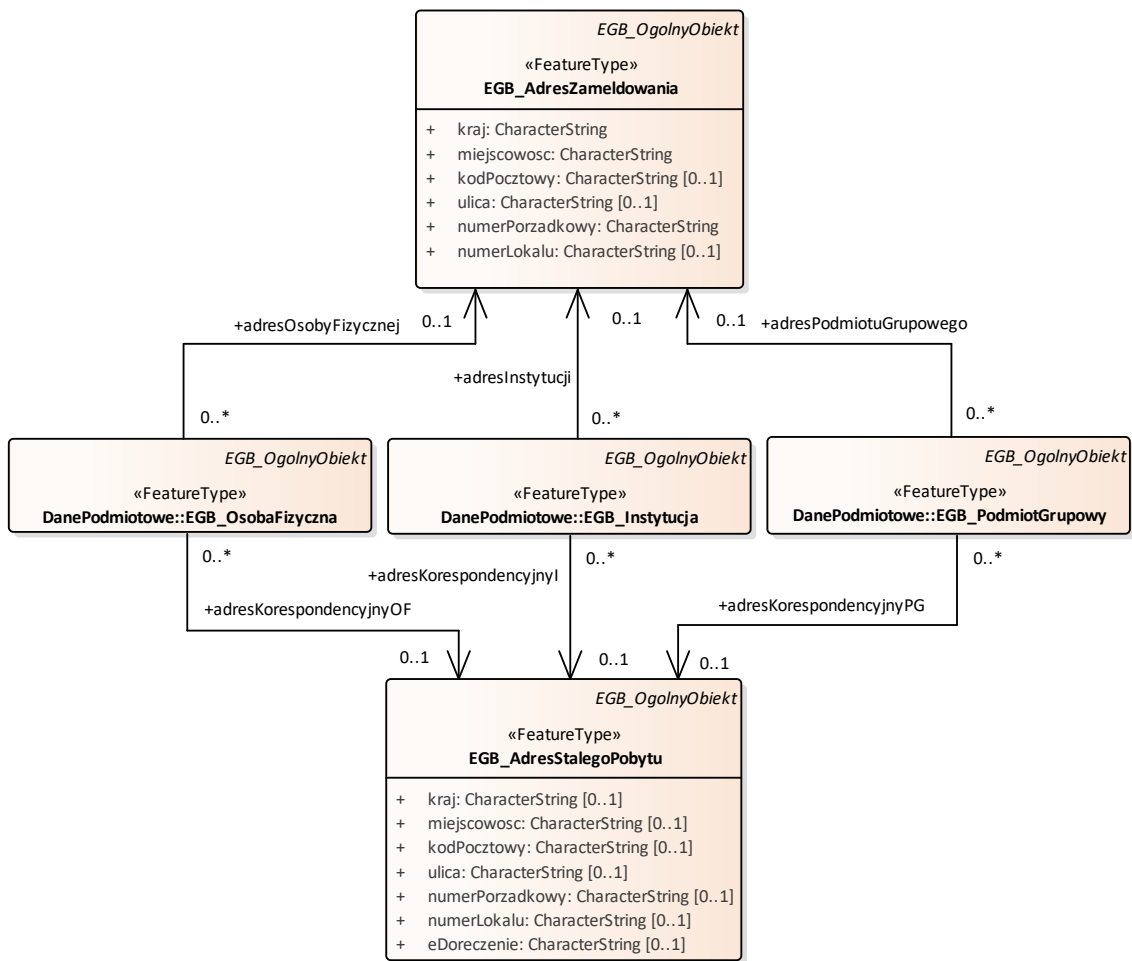 EGB_OgolnyObiekt
«FeatureType»
EGB_AdresZameldowania
+ kraj: CharacterString
+ miejscowosc: CharacterString
+ kodPocztowy: CharacterString [0..1]
+ ulica: CharacterString [0..1]
+ numerPorzadkowy: CharacterString
+ numerLokalu: CharacterString [0..1]
+adresOsobyFizycznej 0..1
0..1
0..1 +adresPodmiotuGrupowego
+adresInstytucji
0..*
0..*
0..*
EGB_OgolnyObiekt
«FeatureType»
DanePodmiotowe::EGB_OsobaFizyczna
EGB_OgolnyObiekt
«FeatureType»
DanePodmiotowe::EGB_Instytucja
EGB_OgolnyObiekt
«FeatureType»
DanePodmiotowe::EGB_PodmiotGrupowy
0..*
0..*
0..*
+adresKorespondencyjnyI
+adresKorespondencyjnyOF
+adresKorespondencyjnyPG
0..1
0..1
0..1
EGB_OgolnyObiekt
«FeatureType»
EGB_AdresStalegoPobytu
+ kraj: CharacterString [0..1]
+ miejscowosc: CharacterString [0..1]
+ kodPocztowy: CharacterString [0..1]
+ ulica: CharacterString [0..1]
+ numerPorzadkowy: CharacterString [0..1]
+ numerLokalu: CharacterString [0..1]
+ eDoreczenie: CharacterString [0..1]